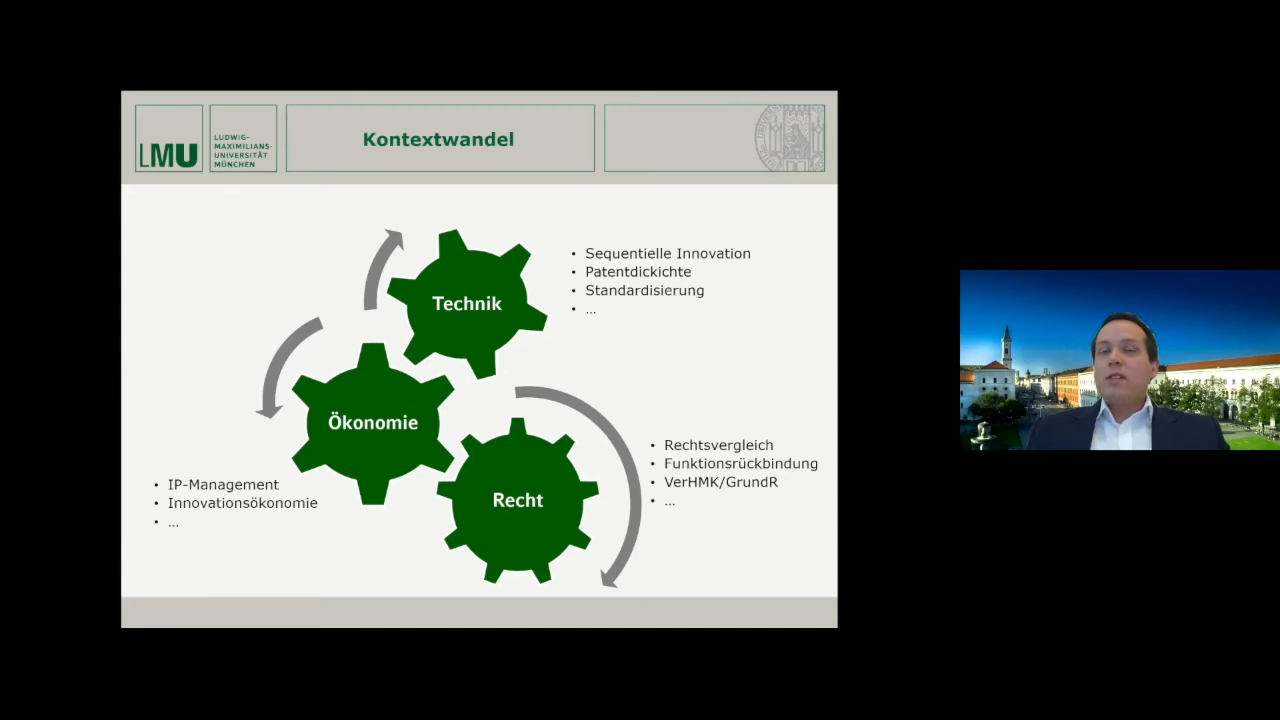 LMU
LUDWIG-
MAXIMILIANS-
UNIVERSITÄT
MÜNCHEN
Kontextwandel
Technik
• Sequentielle Innovation
• Patentdickichte
• Standardisierung
• ...
Ökonomie
• IP-Management
• Innovationsökonomie
• ...
Recht
• Rechtsvergleich
• Funktionsrückbindung
• VerHMK/GrundR
• ...